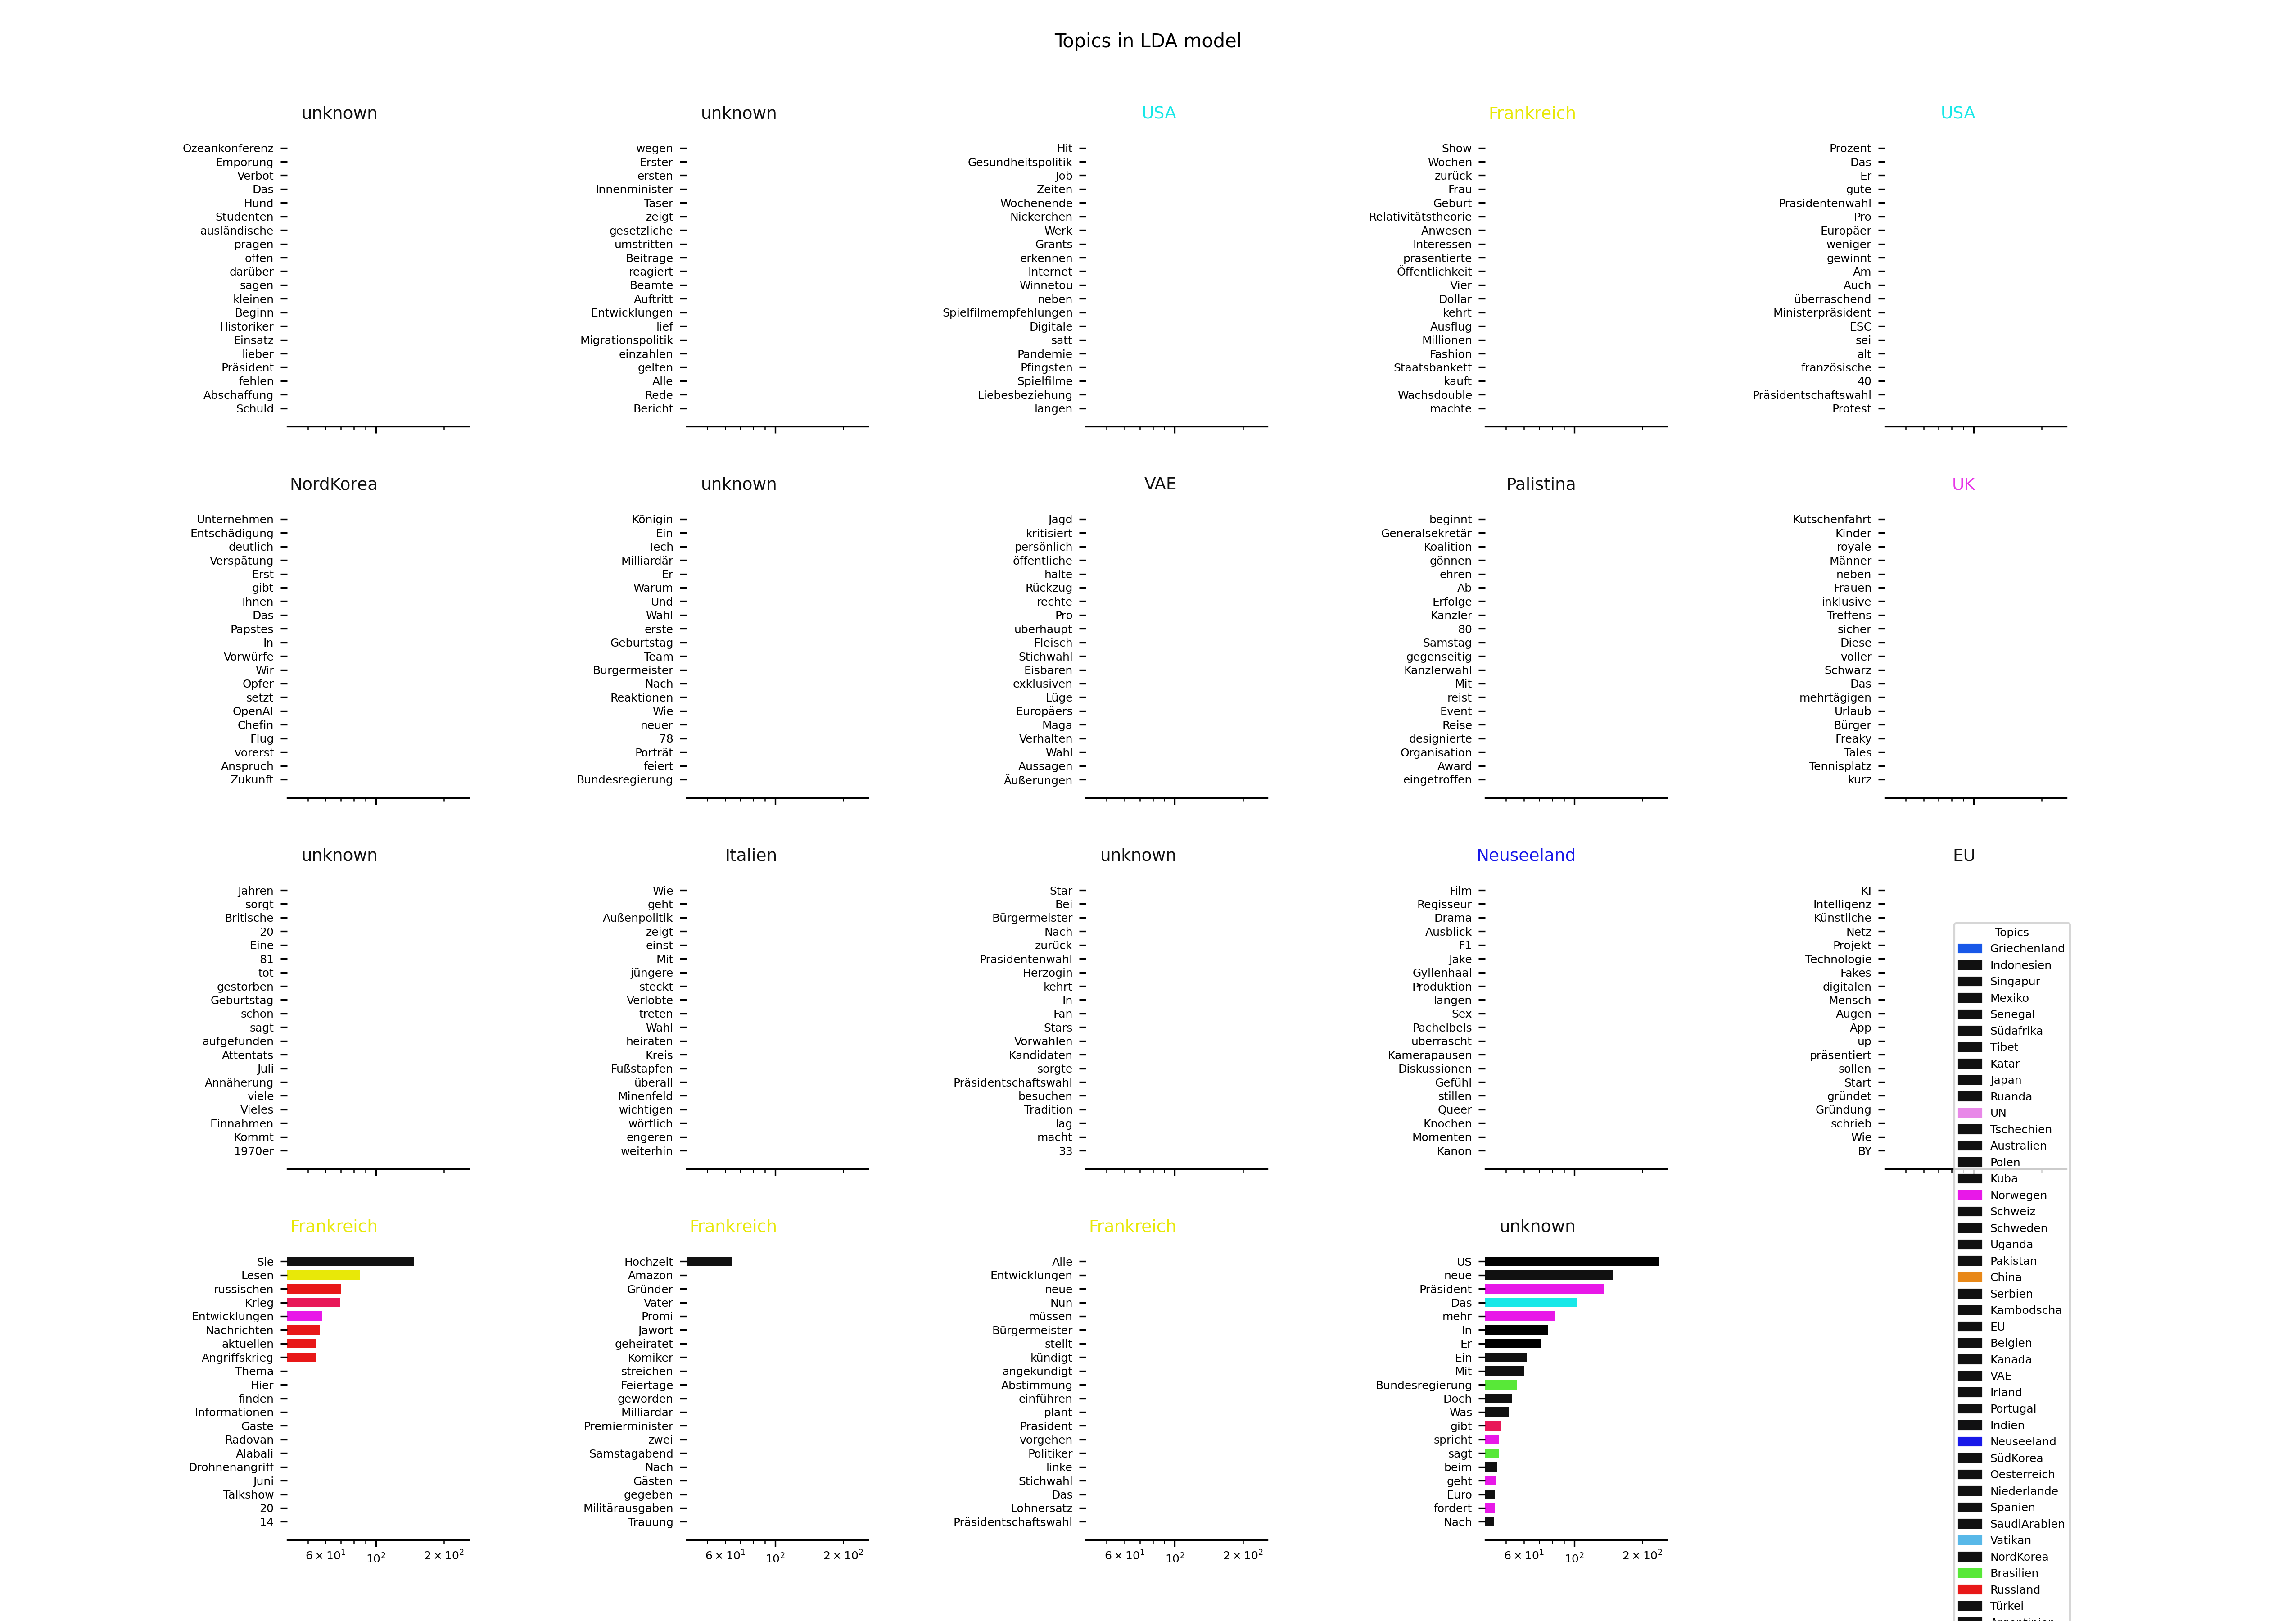 Topics in LDA model
unknown
Ozeankonferenz
Empörung
Verbot
Das
Hund
Studenten
ausländische
prägen
offen
darüber
sagen
kleinen
Beginn
Historiker
Einsatz
lieber
Präsident
fehlen
Abschaffung
Schuld
unknown
wegen
Erster
ersten
Innenminister
Taser
zeigt
gesetzliche
umstritten
Beiträge
reagiert
Beamte
Auftritt
Entwicklungen
lief
Migrationspolitik
einzahlen
gelten
Alle
Rede
Bericht
USA
Hit
Gesundheitspolitik
Job
Zeiten
Wochenende
Nickerchen
Werk
Grants
erkennen
Internet
Winnetou
neben
Spielfilmempfehlungen
Digitale
satt
Pandemie
Pfingsten
Spielfilme
Liebesbeziehung
langen
Frankreich
Show
Wochen
zurück
Frau
Geburt
Relativitätstheorie
Anwesen
Interessen
präsentierte
Öffentlichkeit
Vier
Dollar
kehrt
Ausflug
Millionen
Fashion
Staatsbankett
kauft
Wachsdouble
machte
USA
Prozent
Das
Er
gute
Präsidentenwahl
Pro
Europäer
weniger
gewinnt
Am
Auch
überraschend
Ministerpräsident
ESC
sei
alt
französische
40
Präsidentschaftswahl
Protest
NordKorea
Unternehmen
Entschädigung
deutlich
Verspätung
Erst
gibt
Ihnen
Das
Papstes
In
Vorwürfe
Wir
Opfer
setzt
OpenAI
Chefin
Flug
vorerst
Anspruch
Zukunft
unknown
Königin
Ein
Tech
Milliardär
Er
Warum
Und
Wahl
erste
Geburtstag
Team
Bürgermeister
Nach
Reaktionen
Wie
neuer
78
Porträt
feiert
Bundesregierung
VAE
Jagd
kritisiert
persönlich
öffentliche
halte
Rückzug
rechte
Pro
überhaupt
Fleisch
Stichwahl
Eisbären
exklusiven
Lüge
Europäers
Maga
Verhalten
Wahl
Aussagen
Äußerungen
Palistina
beginnt
Generalsekretär
Koalition
gönnen
ehren
Ab
Erfolge
Kanzler
80
Samstag
gegenseitig
Kanzlerwahl
Mit
reist
Event
Reise
designierte
Organisation
Award
eingetroffen
UK
Kutschenfahrt
Kinder
royale
Männer
neben
Frauen
inklusive
Treffens
sicher
Diese
voller
Schwarz
Das
mehrtägigen
Urlaub
Bürger
Freaky
Tales
Tennisplatz
kurz
unknown
Jahren
sorgt
Britische
20
Eine
81
tot
gestorben
Geburtstag
schon
sagt
aufgefunden
Attentats
Juli
Annäherung
viele
Vieles
Einnahmen
Kommt
1970er
Italien
Wie
geht
Außenpolitik
zeigt
einst
Mit
jüngere
steckt
Verlobte
treten
Wahl
heiraten
Kreis
Fußstapfen
überall
Minenfeld
wichtigen
wörtlich
engeren
weiterhin
unknown
Star
Bei
Bürgermeister
Nach
zurück
Präsidentenwahl
Herzogin
kehrt
In
Fan
Stars
Vorwahlen
Kandidaten
sorgte
Präsidentschaftswahl
besuchen
Tradition
lag
macht
33
Neuseeland
Film
Regisseur
Drama
Ausblick
F1
Jake
Gyllenhaal
Produktion
langen
Sex
Pachelbels
überrascht
Kamerapausen
Diskussionen
Gefühl
stillen
Queer
Knochen
Momenten
Kanon
EU
KI
Intelligenz
Künstliche
Netz
Projekt
Technologie
Fakes
digitalen
Mensch
Augen
App
up
präsentiert
sollen
Start
gründet
Gründung
schrieb
Wie
BY
Frankreich
Sie
Lesen
russischen
Krieg
Entwicklungen
Nachrichten
aktuellen
Angriffskrieg
Thema
Hier
finden
Informationen
Gäste
Radovan
Alabali
Drohnenangriff
Juni
Talkshow
20
14
6 × 10¹ 10² 2 × 10²
Frankreich
Hochzeit
Amazon
Gründer
Vater
Promi
Jawort
geheiratet
Komiker
streichen
Feiertage
geworden
Milliardär
Premierminister
zwei
Samstagabend
Nach
Gästen
gegeben
Militärausgaben
Trauung
6 × 10¹ 10² 2 × 10²
Frankreich
Alle
Entwicklungen
neue
Nun
müssen
Bürgermeister
stellt
kündigt
angekündigt
Abstimmung
einführen
plant
Präsident
vorgehen
Politiker
linke
Stichwahl
Das
Lohnersatz
Präsidentschaftswahl
6 × 10¹ 10² 2 × 10²
unknown
US
neue
Präsident
Das
mehr
In
Er
Ein
Mit
Bundesregierung
Doch
Was
gibt
spricht
sagt
beim
geht
Euro
fordert
Nach
6 × 10¹ 10² 2 × 10²
Topics
Griechenland
Indonesien
Singapur
Mexiko
Senegal
Südafrika
Tibet
Katar
Japan
Ruanda
UN
Tschechien
Australien
Polen
Kuba
Norwegen
Schweiz
Schweden
Uganda
Pakistan
China
Serbien
Kambodscha
EU
Belgien
Kanada
VAE
Irland
Portugal
Indien
Neuseeland
SüdKorea
Oesterreich
Niederlande
Spanien
SaudiArabien
Vatikan
NordKorea
Brasilien
Russland
Türkei